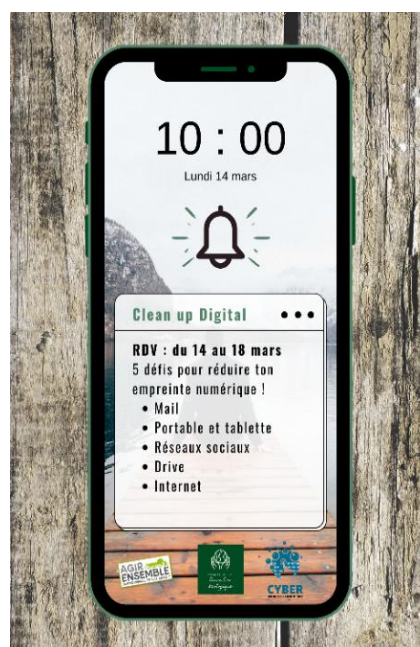 10 : 00
Lundi 14 mars
Clean up Digital
RDV : du 14 au 18 mars
5 défis pour réduire ton
empreinte numérique !
• Mail
• Portable et tablette
• Réseaux sociaux
• Drive
• Internet
AGIR
ENSEMBLE
CYBER